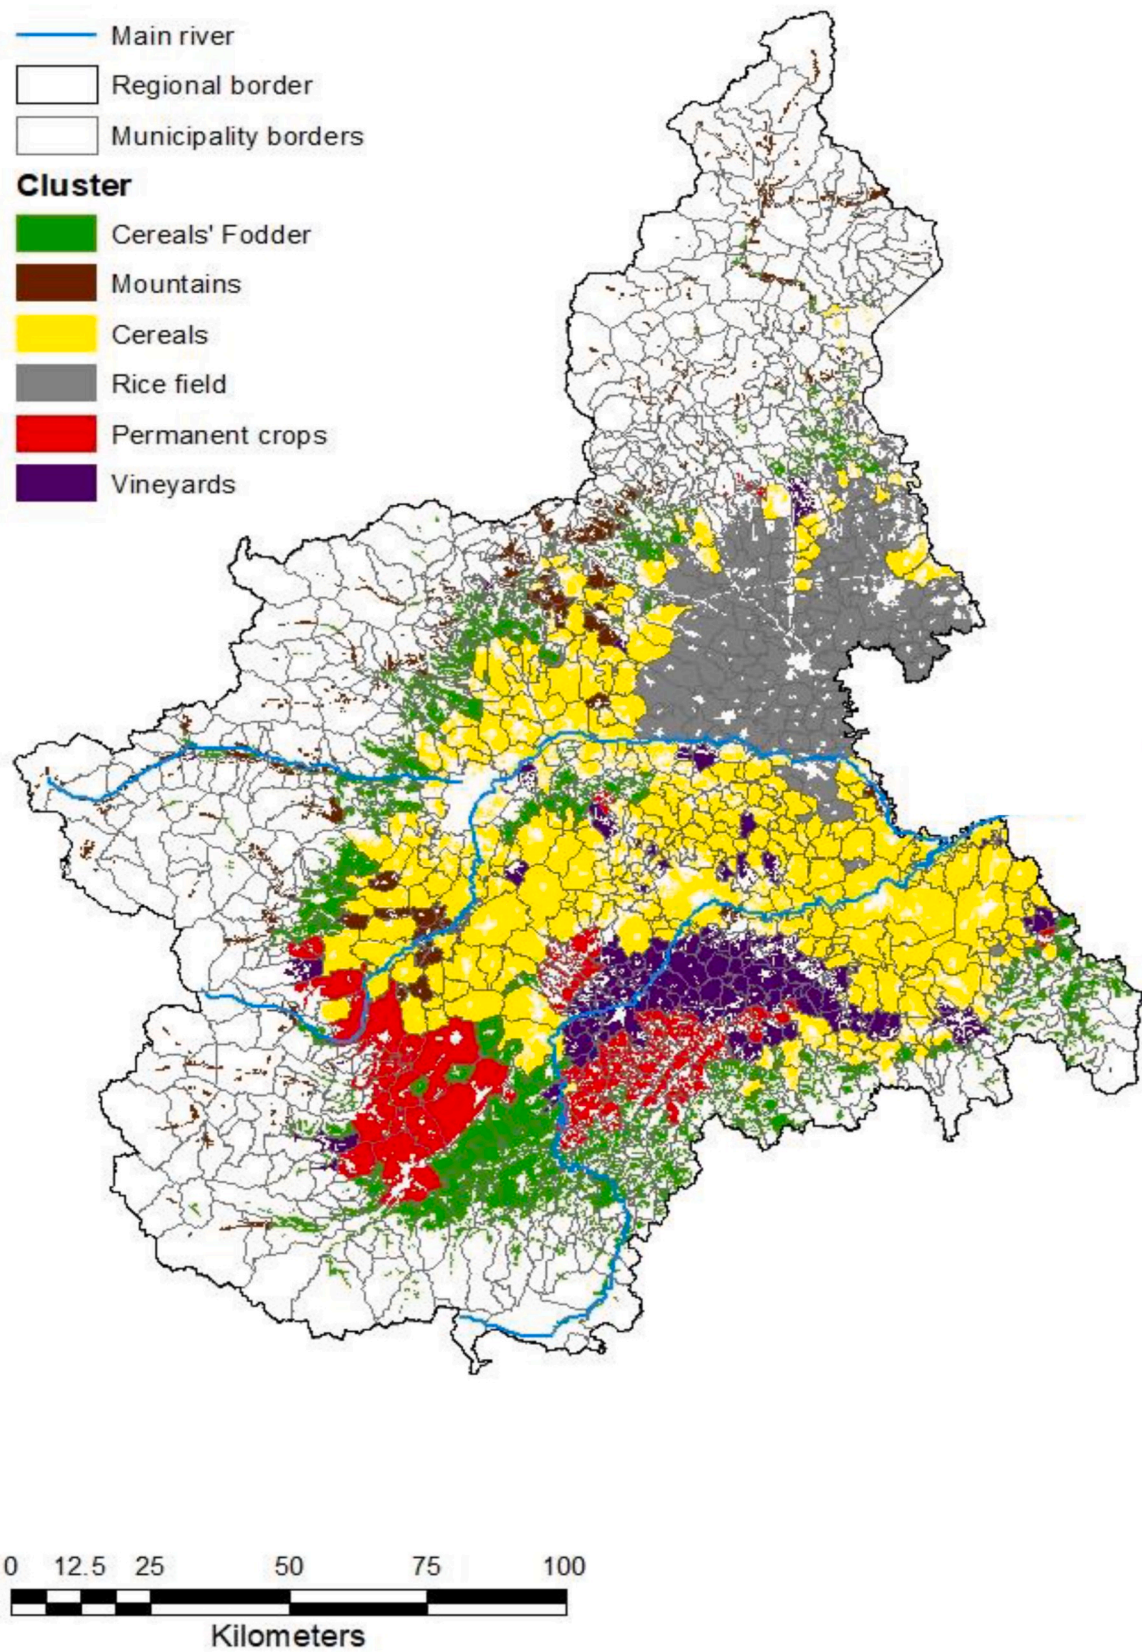 Main river
Regional border
Municipality borders
Cluster
Cereals' Fodder
Mountains
Cereals
Rice field
Permanent crops
Vineyards
0 12.5 25 50 75 100
Kilometers